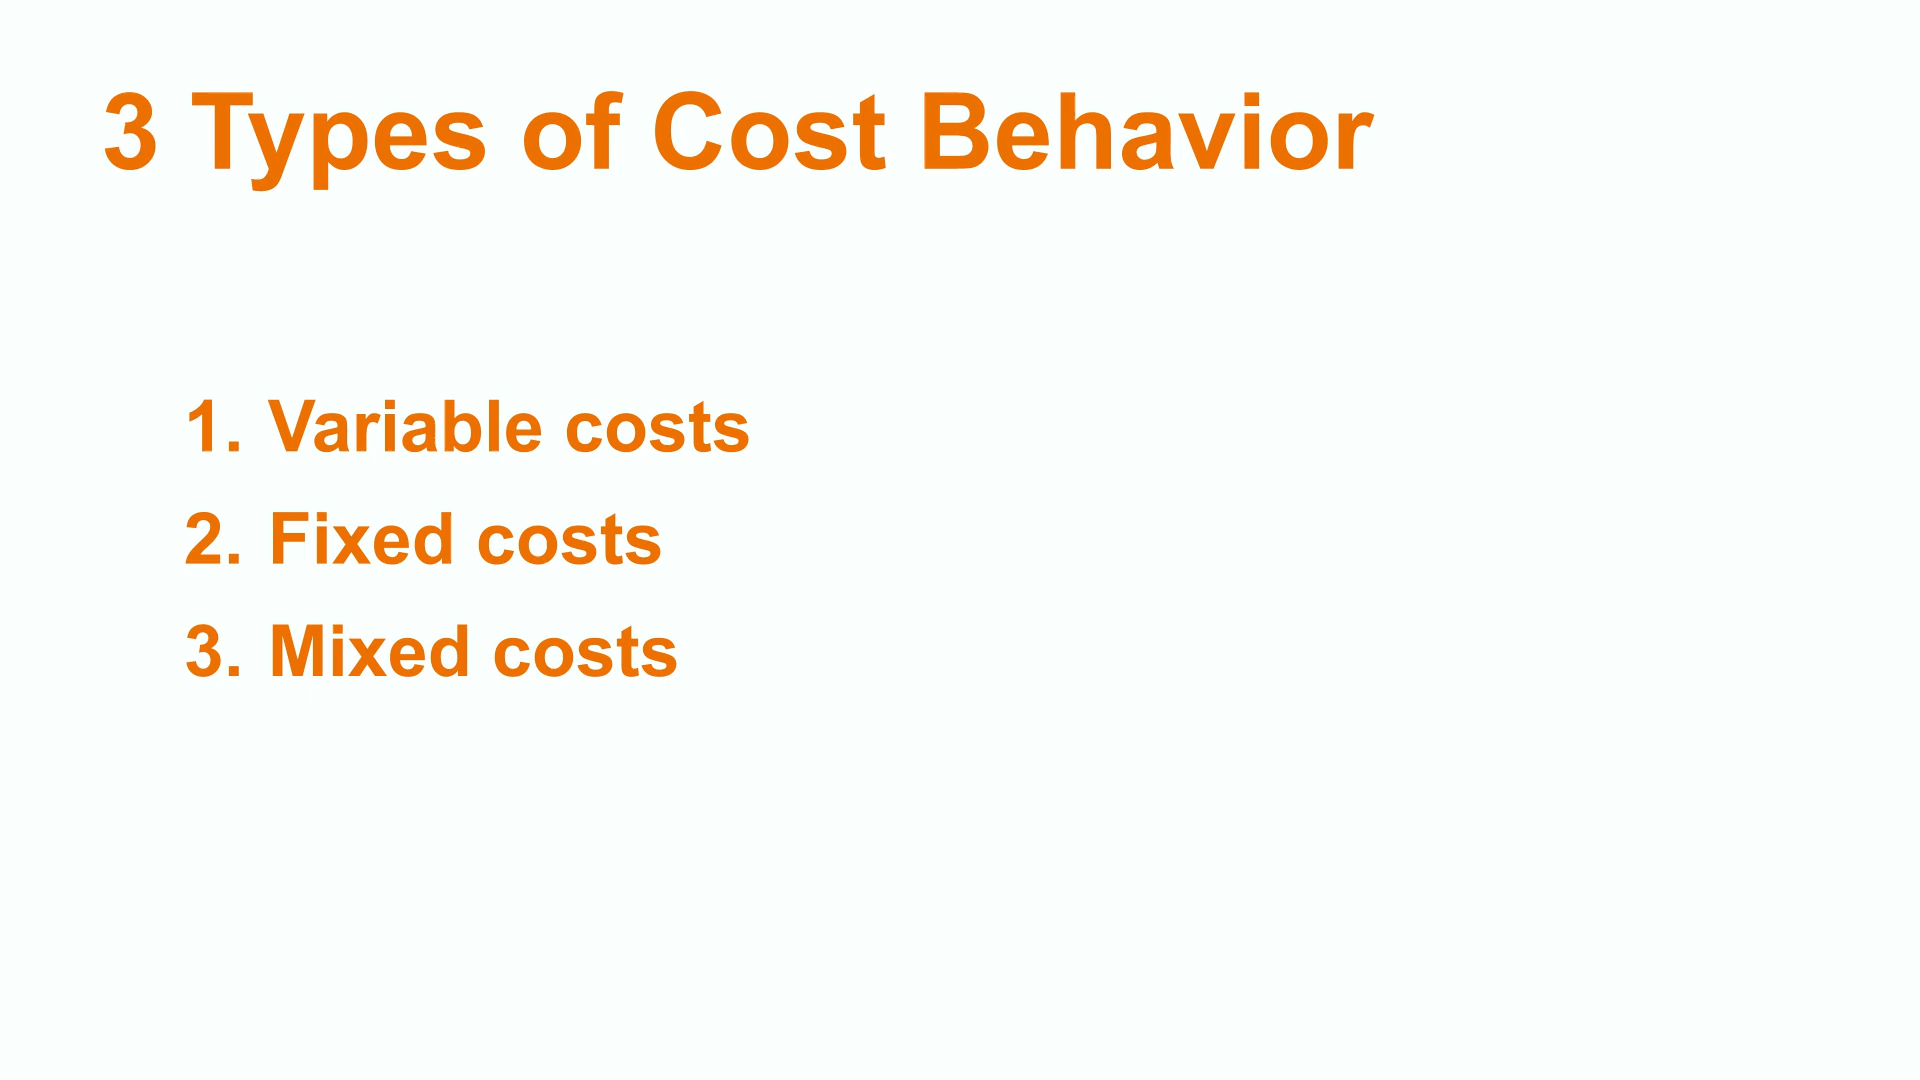 3 Types of Cost Behavior
1. Variable costs
2. Fixed costs
3. Mixed costs